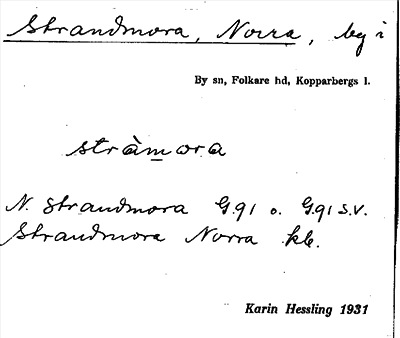 Strandmora, Norra, by i
By sn, Folkare hd, Kopparbergs l.
stràmora
N. Strandmora G.91 o. G.91 S.V.
Strandmora Norra kb.
Karin Hessling 1931